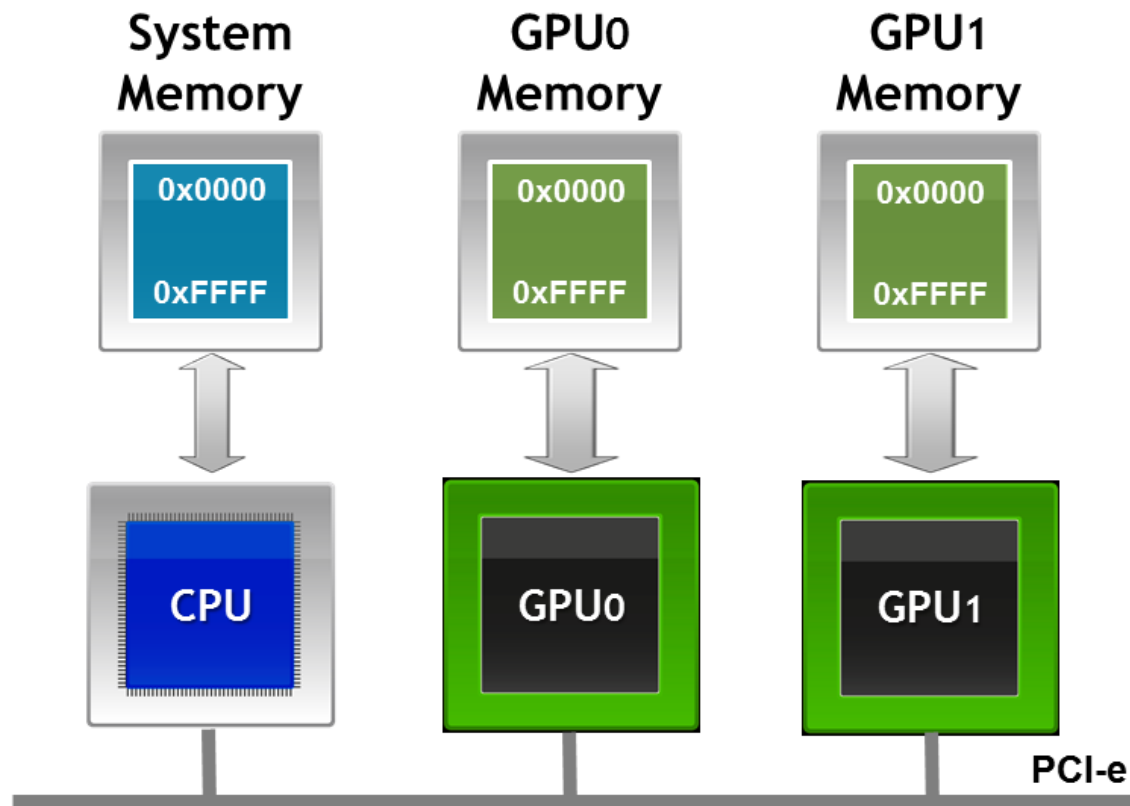 System
Memory
GPU0
Memory
GPU1
Memory
0x0000
0xFFFF
0x0000
0xFFFF
0x0000
0xFFFF
CPU
GPU0
GPU1
PCI-e